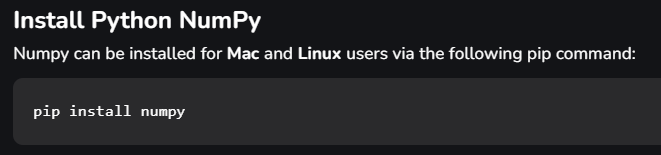 Install Python NumPy
Numpy can be installed for Mac and Linux users via the following pip command:
pip install numpy